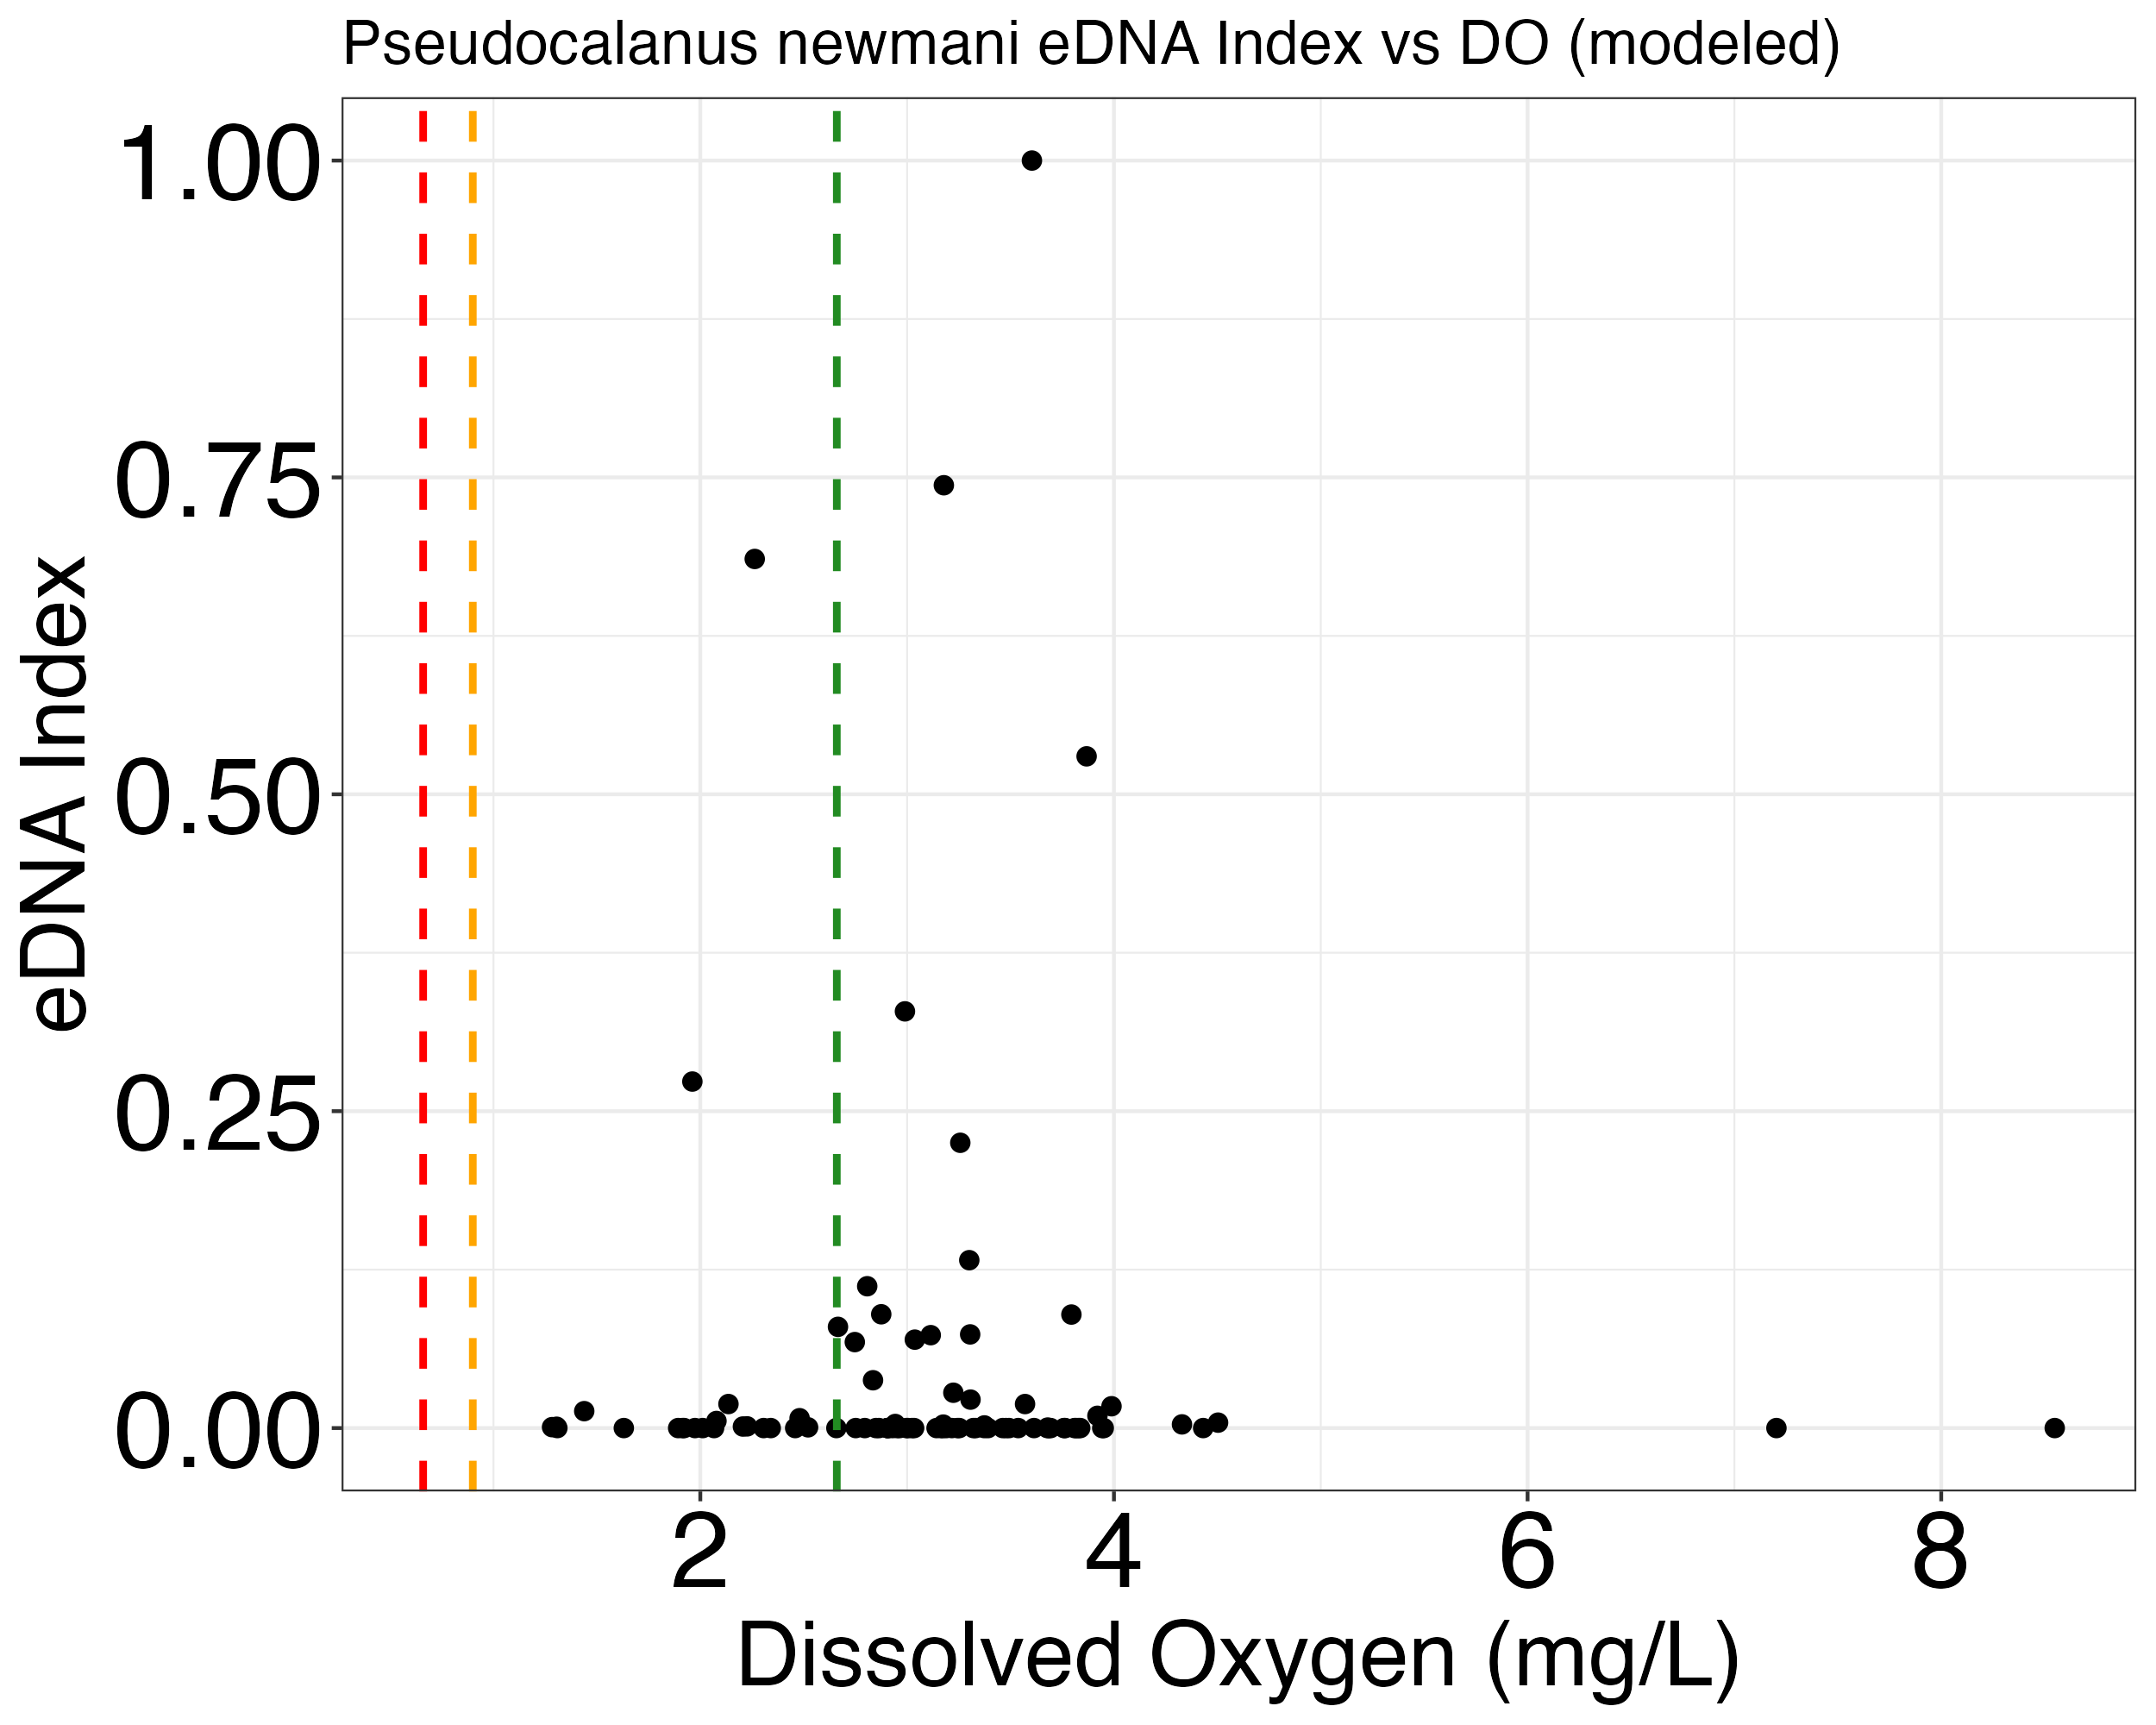 Pseudocalanus newmani eDNA Index vs DO (modeled)
1.00
0.75
0.50
0.25
0.00
eDNA Index
2 4 6 8
Dissolved Oxygen (mg/L)